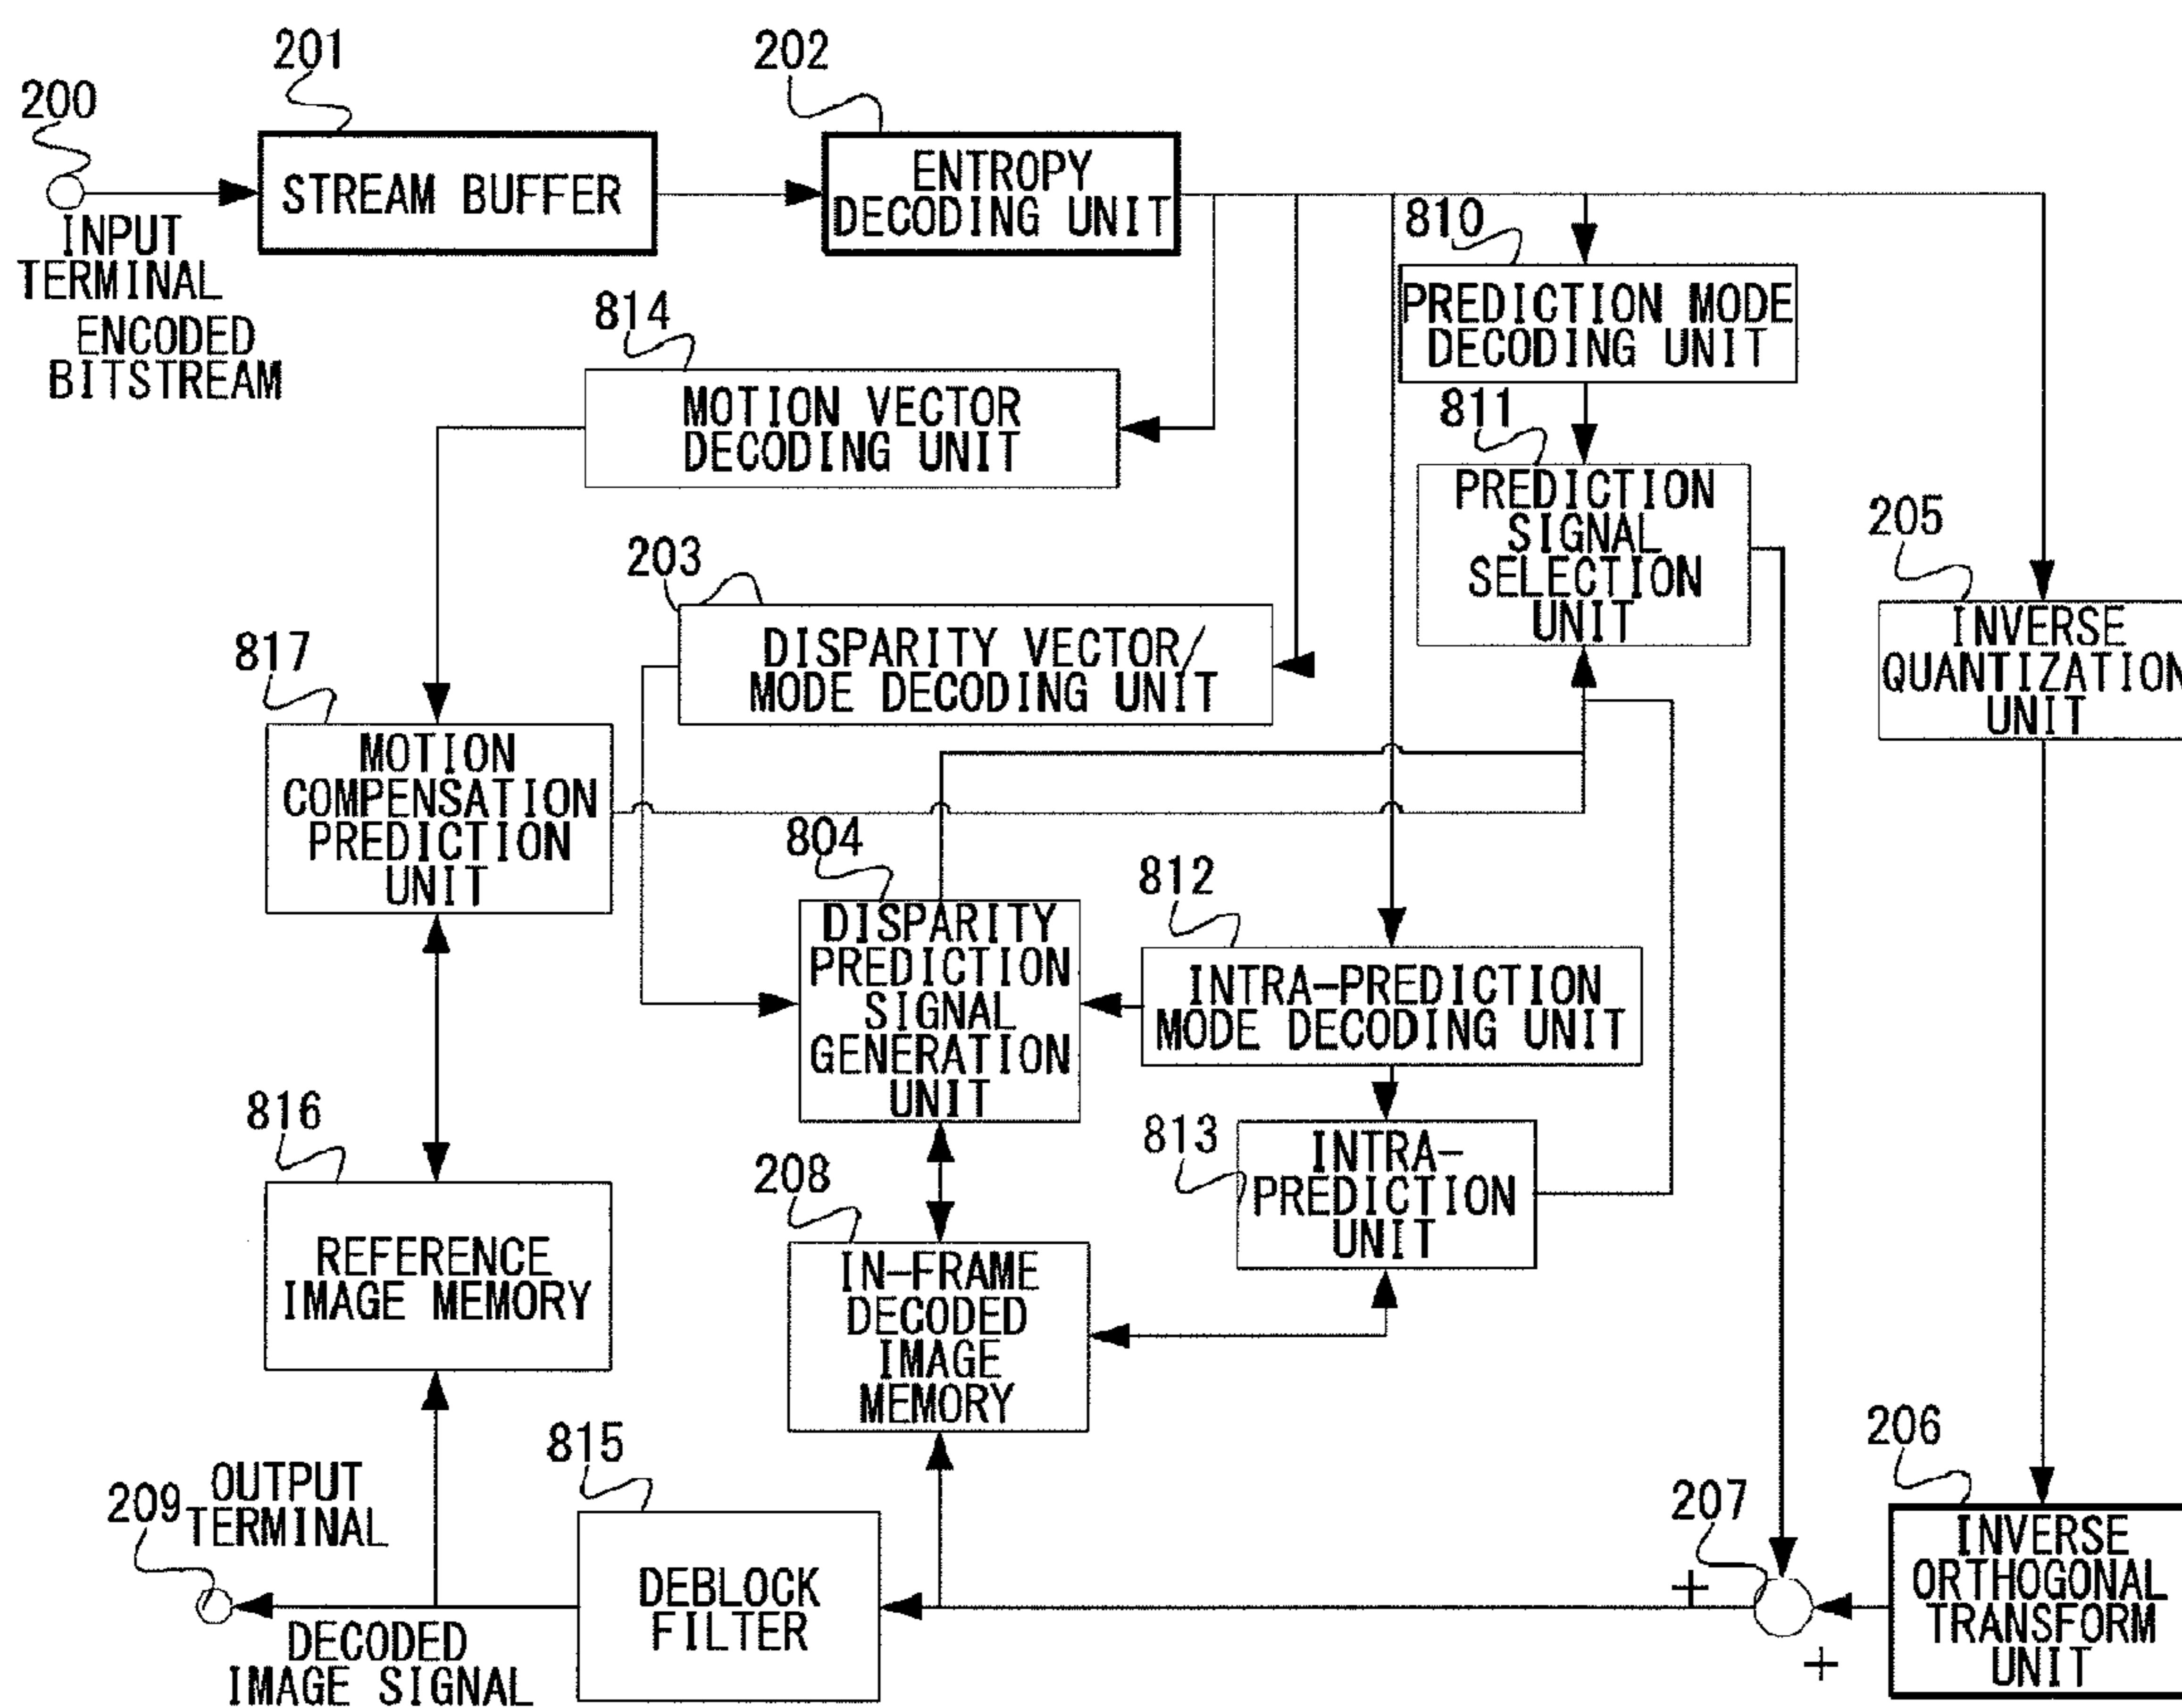 201
202
200
STREAM BUFFER
ENTROPY
DECODING UNIT
INPUT
TERMINAL
ENCODED
BITSTREAM
810
PREDICTION MODE
DECODING UNIT
814
MOTION VECTOR
DECODING UNIT
811
PREDICTION
SIGNAL
SELECTION
UNIT
205
INVERSE
QUANTIZATION
UNIT
203
DISPARITY VECTOR/
MODE DECODING UNIT
817
MOTION
COMPENSATION
PREDICTION
UNIT
804
DISPARITY
PREDICTION
SIGNAL
GENERATION
UNIT
812
INTRA-PREDICTION
MODE DECODING UNIT
816
REFERENCE
IMAGE MEMORY
813
INTRA-
PREDICTION
UNIT
208
IN-FRAME
DECODED
IMAGE
MEMORY
815
DEBLOCK
FILTER
209
OUTPUT
TERMINAL
DECODED
IMAGE SIGNAL
207
+
+
206
INVERSE
ORTHOGONAL
TRANSFORM
UNIT